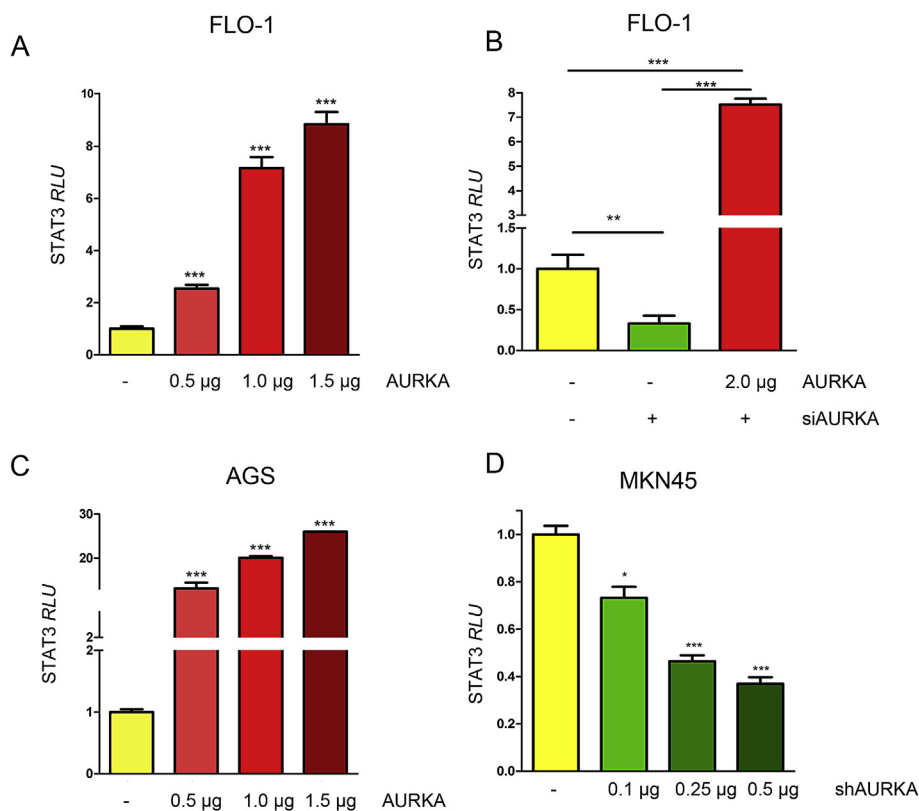 A
FLO-1
STAT3 RLU
10
8
6
4
2
0
***
***
***
- 0.5 µg 1.0 µg 1.5 µg AURKA
B
FLO-1
STAT3 RLU
8
7
6
5
4
3
1.5
1.0
0.5
0.0
***
***
**
- - 2.0 µg AURKA
- + + siAURKA
C
AGS
STAT3 RLU
30
20
2
2
1
0
***
***
***
- 0.5 µg 1.0 µg 1.5 µg AURKA
D
MKN45
STAT3 RLU
1.0
0.8
0.6
0.4
0.2
0.0
*
***
***
- 0.1 µg 0.25 µg 0.5 µg shAURKA